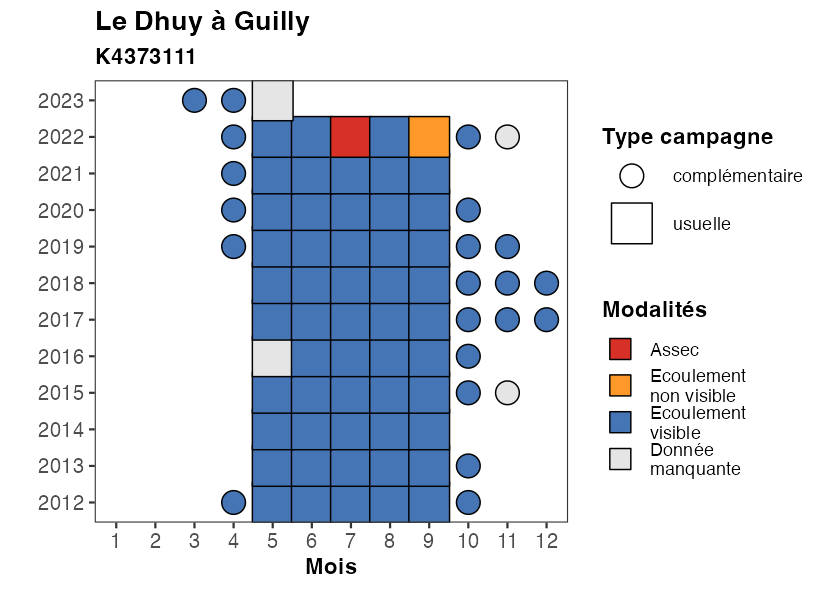 Le Dhuy à Guilly
K4373111
2023
2022
2021
2020
2019
2018
2017
2016
2015
2014
2013
2012
1 2 3 4 5 6 7 8 9 10 11 12
Mois
Type campagne
complémentaire
usuelle
Modalités
Assec
Ecoulement
non visible
Ecoulement
visible
Donnée
manquante